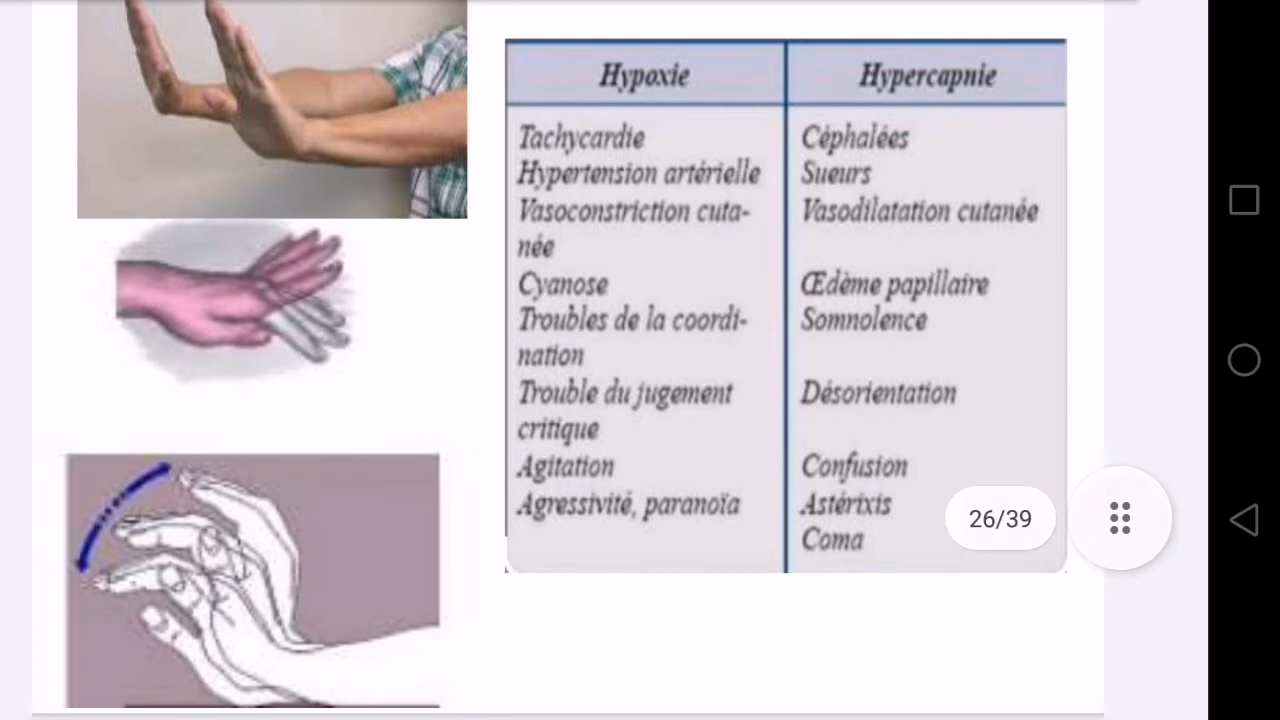 Hypoxie
Hypercapnie
Tachycardie
Hypertension artérielle
Vasoconstriction cuta-
née
Cyanose
Troubles de la coordi-
nation
Trouble du jugement
critique
Agitation
Agressivité, paranoïa
Céphalées
Sueurs
Vasodilatation cutanée
Œdème papillaire
Somnolence
Désorientation
Confusion
Astérixis
Coma
26/39